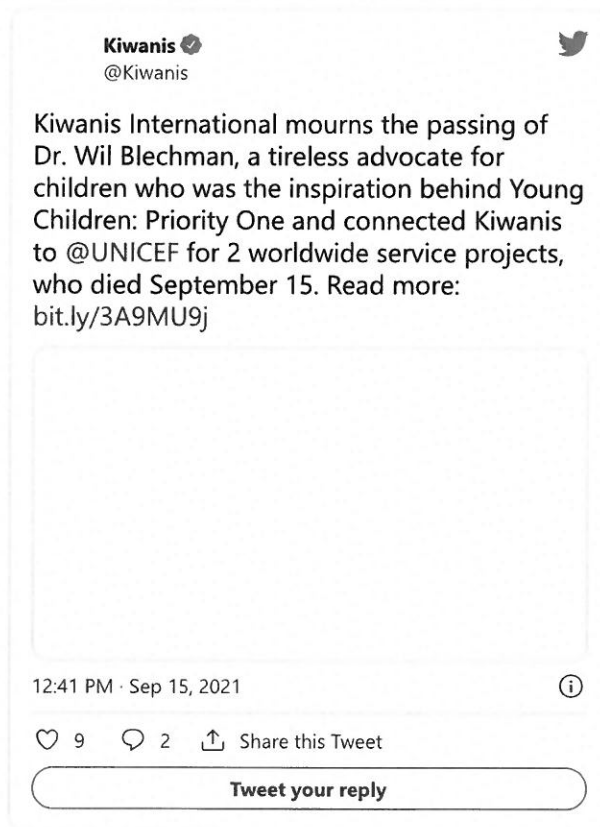 Kiwanis
@Kiwanis
Kiwanis International mourns the passing of
Dr. Wil Blechman, a tireless advocate for
children who was the inspiration behind Young
Children: Priority One and connected Kiwanis
to @UNICEF for 2 worldwide service projects,
who died September 15. Read more:
bit.ly/3A9MU9j
12:41 PM · Sep 15, 2021
9 2 Share this Tweet
Tweet your reply